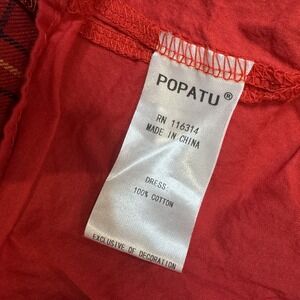 POPATU®
RN 116314
MADE IN CHINA
DRESS:
100% COTTON
EXCLUSIVE OF DECORATION